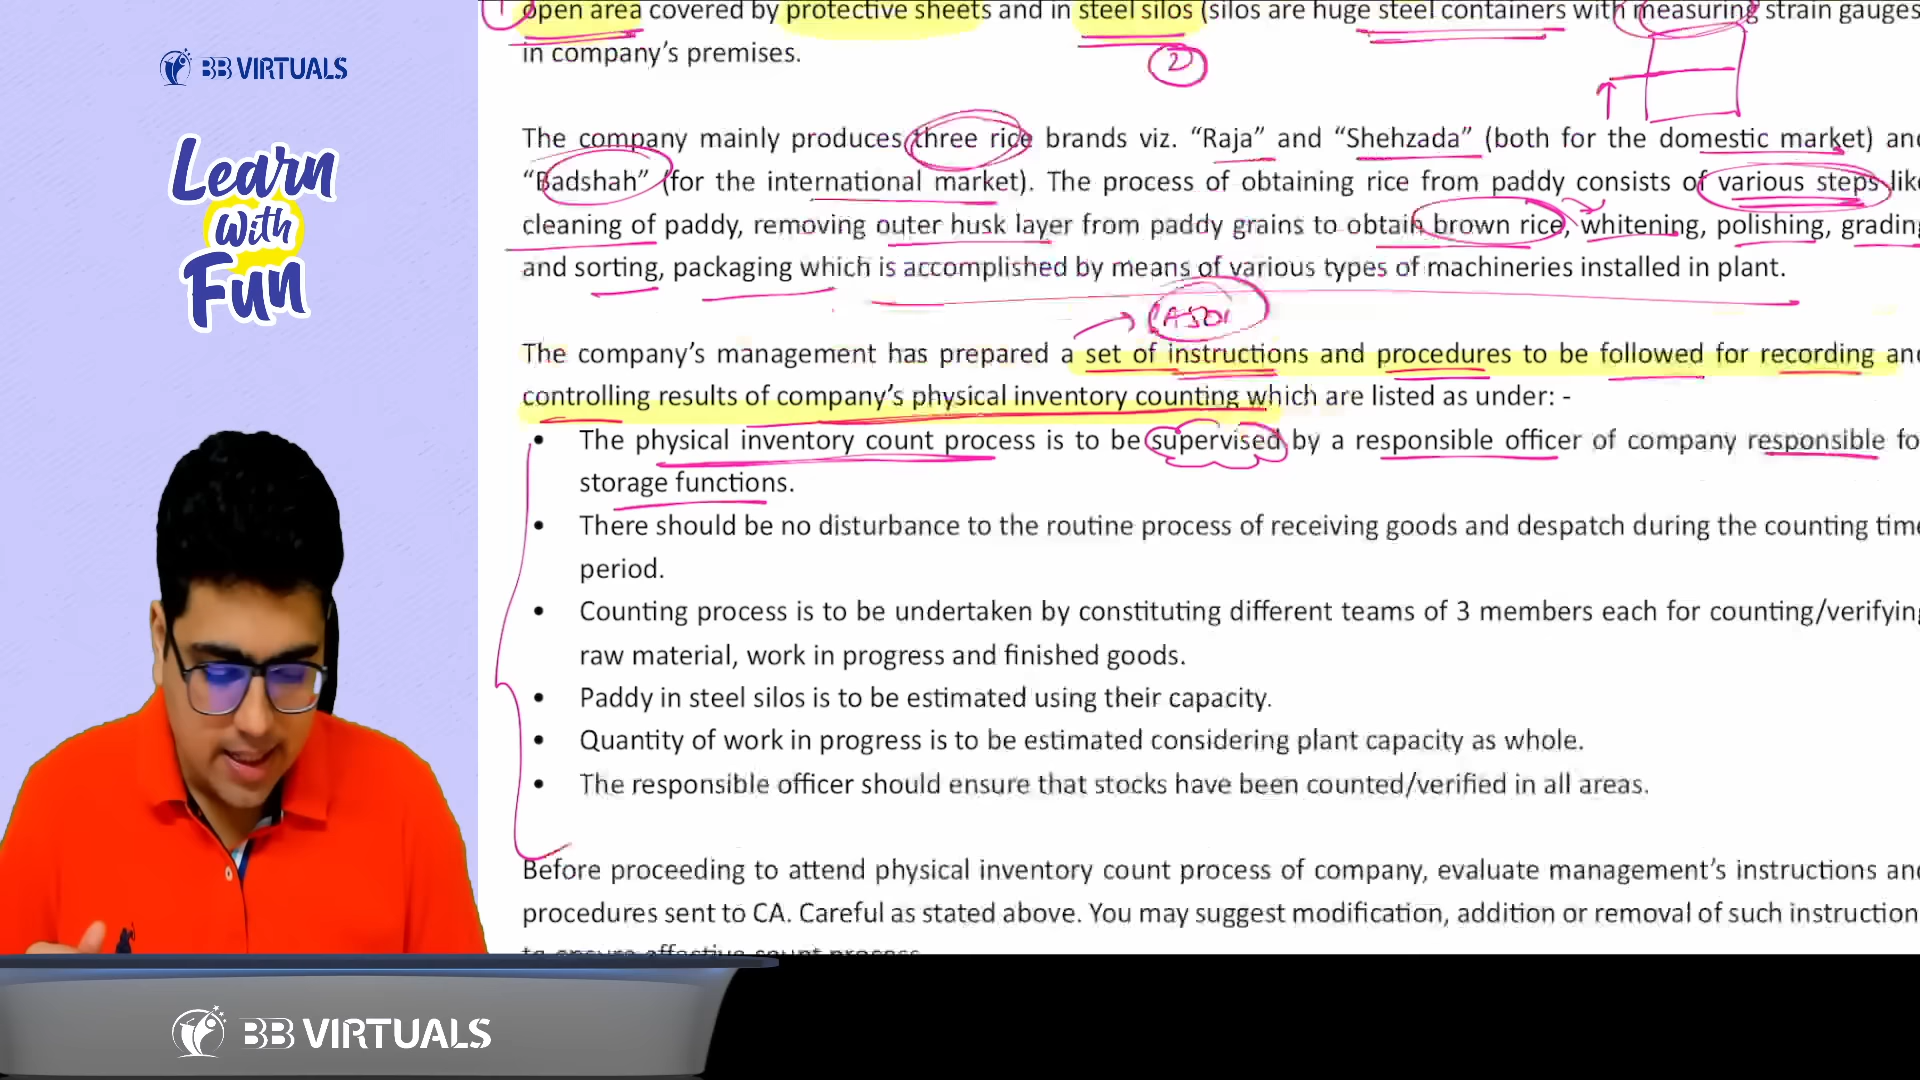 BB VIRTUALS
Learn
With
Fun
open area covered by protective sheets and in steel silos (silos are huge steel containers with measuring strain gauges
in company's premises.
2
The company mainly produces three rice brands viz. “Raja” and “Shehzada” (both for the domestic market) and
“Badshah” (for the international market). The process of obtaining rice from paddy consists of various steps like
cleaning of paddy, removing outer husk layer from paddy grains to obtain brown rice, whitening, polishing, grading
and sorting, packaging which is accomplished by means of various types of machineries installed in plant.
The company's management has prepared a set of instructions and procedures to be followed for recording and
controlling results of company's physical inventory counting which are listed as under: -
• The physical inventory count process is to be supervised by a responsible officer of company responsible fo
storage functions.
• There should be no disturbance to the routine process of receiving goods and despatch during the counting time
period.
• Counting process is to be undertaken by constituting different teams of 3 members each for counting/verifying
raw material, work in progress and finished goods.
• Paddy in steel silos is to be estimated using their capacity.
• Quantity of work in progress is to be estimated considering plant capacity as whole.
• The responsible officer should ensure that stocks have been counted/verified in all areas.
Before proceeding to attend physical inventory count process of company, evaluate management's instructions and
procedures sent to CA. Careful as stated above. You may suggest modification, addition or removal of such instruction
to ensure effective count process
BB VIRTUALS